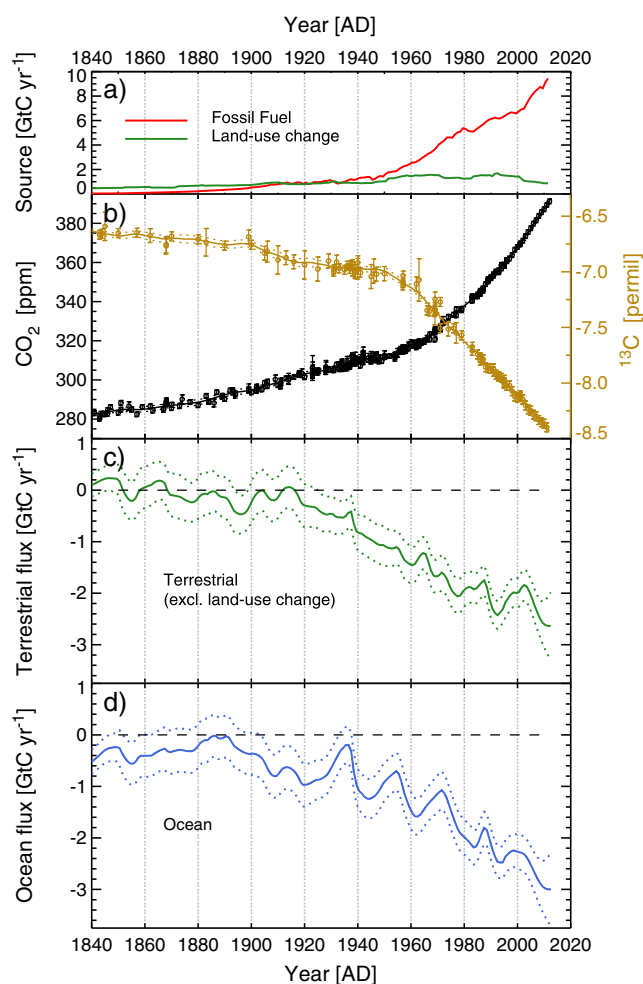 Year [AD]
1840 1860 1880 1900 1920 1940 1960 1980 2000 2020
a)
Source [GtC yr-1]
10
8
6
4
2
0
Fossil Fuel
Land-use change
b)
CO2 [ppm]
380
360
340
320
300
280
13C [permil]
-6.5
-7.0
-7.5
-8.0
-8.5
c)
Terrestrial flux [GtC yr-1]
1
0
-1
-2
-3
Terrestrial
(excl. land-use change)
d)
Ocean flux [GtC yr-1]
1
0
-1
-2
-3
Ocean
1840 1860 1880 1900 1920 1940 1960 1980 2000 2020
Year [AD]